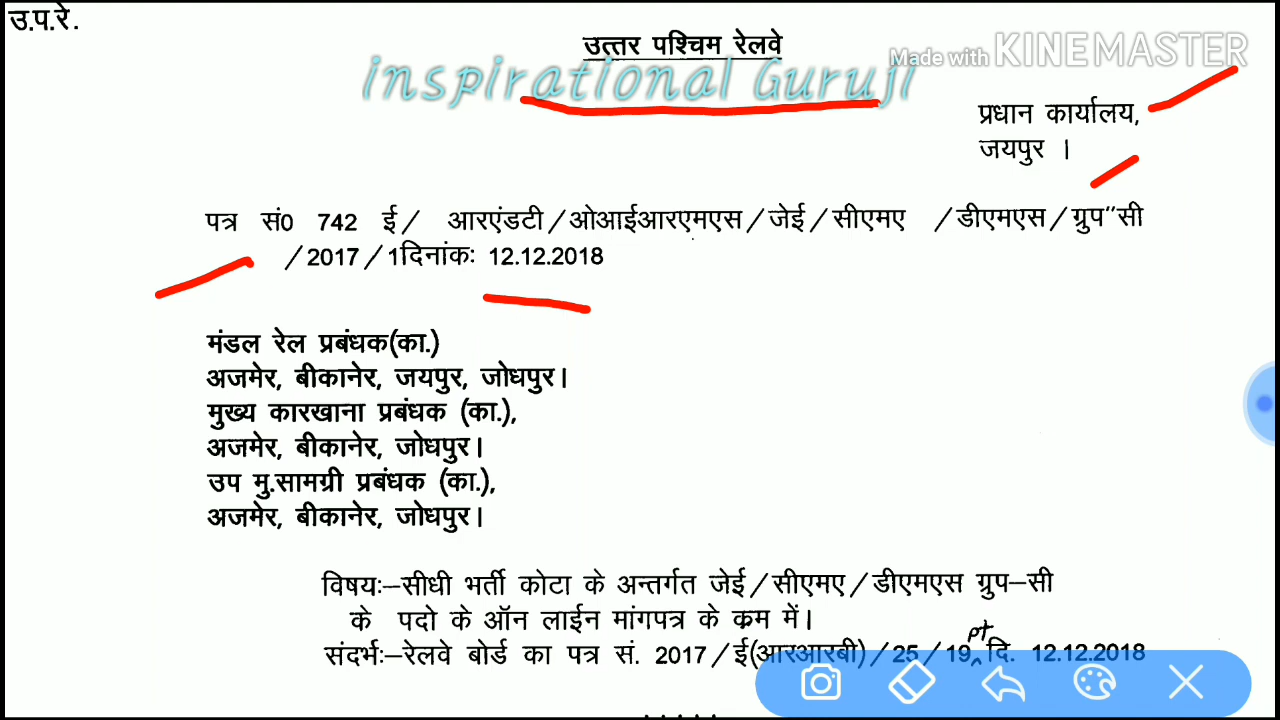 उ.प.रे.
उत्तर पश्चिम रेलवे
Made with KINEMASTER
inspirational Guruji
प्रधान कार्यालय,
जयपुर ।
पत्र सं0 742 ई/ आरएंडटी/ओआईआरएमएस/जेई/सीएमए /डीएमएस/ग्रुप"सी
/2017/1दिनांकः 12.12.2018
मंडल रेल प्रबंधक(का.)
अजमेर, बीकानेर, जयपुर, जोधपुर।
मुख्य कारखाना प्रबंधक (का.),
अजमेर, बीकानेर, जोधपुर।
उप मु.सामग्री प्रबंधक (का.),
अजमेर, बीकानेर, जोधपुर।
विषयः–सीधी भर्ती कोटा के अन्तर्गत जेई/सीएमए/डीएमएस ग्रुप–सी
के पदो के ऑन लाईन मांगपत्र के कम में।
pt
संदर्भः–रेलवे बोर्ड का पत्र सं. 2017/ई(आरआरबी)/25/19 दि. 12.12.2018